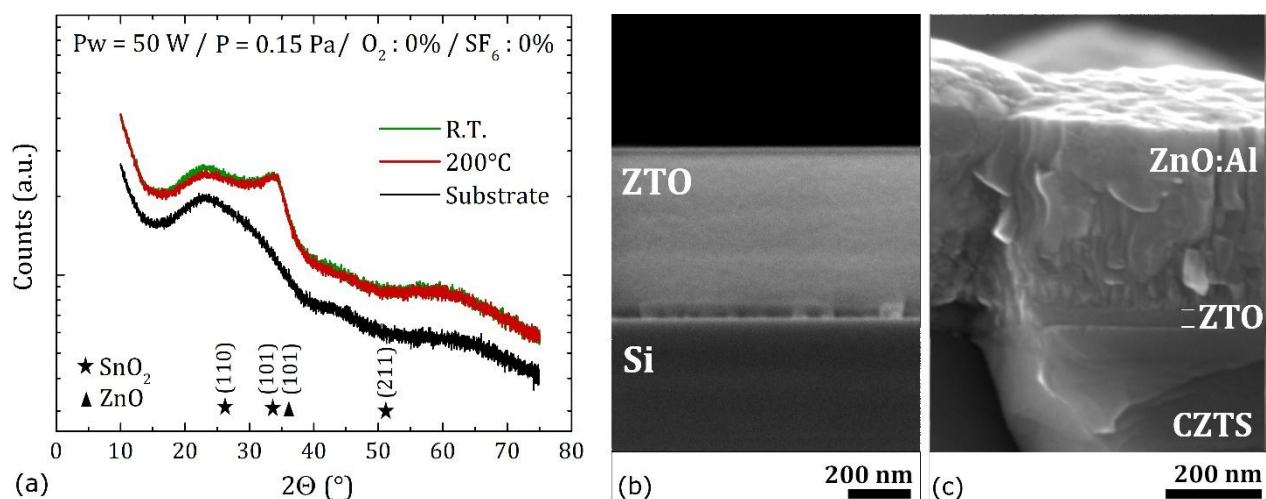 Pw = 50 W / P = 0.15 Pa/ O₂ : 0% / SF₆ : 0%
R.T.
200°C
Substrate
Counts (a.u.)
★ SnO₂
▲ ZnO
(110)
(101)
(101)
(211)
0 10 20 30 40 50 60 70 80
2Θ (°)
(a)
ZTO
Si
(b)
200 nm
ZnO:Al
ZTO
CZTS
(c)
200 nm